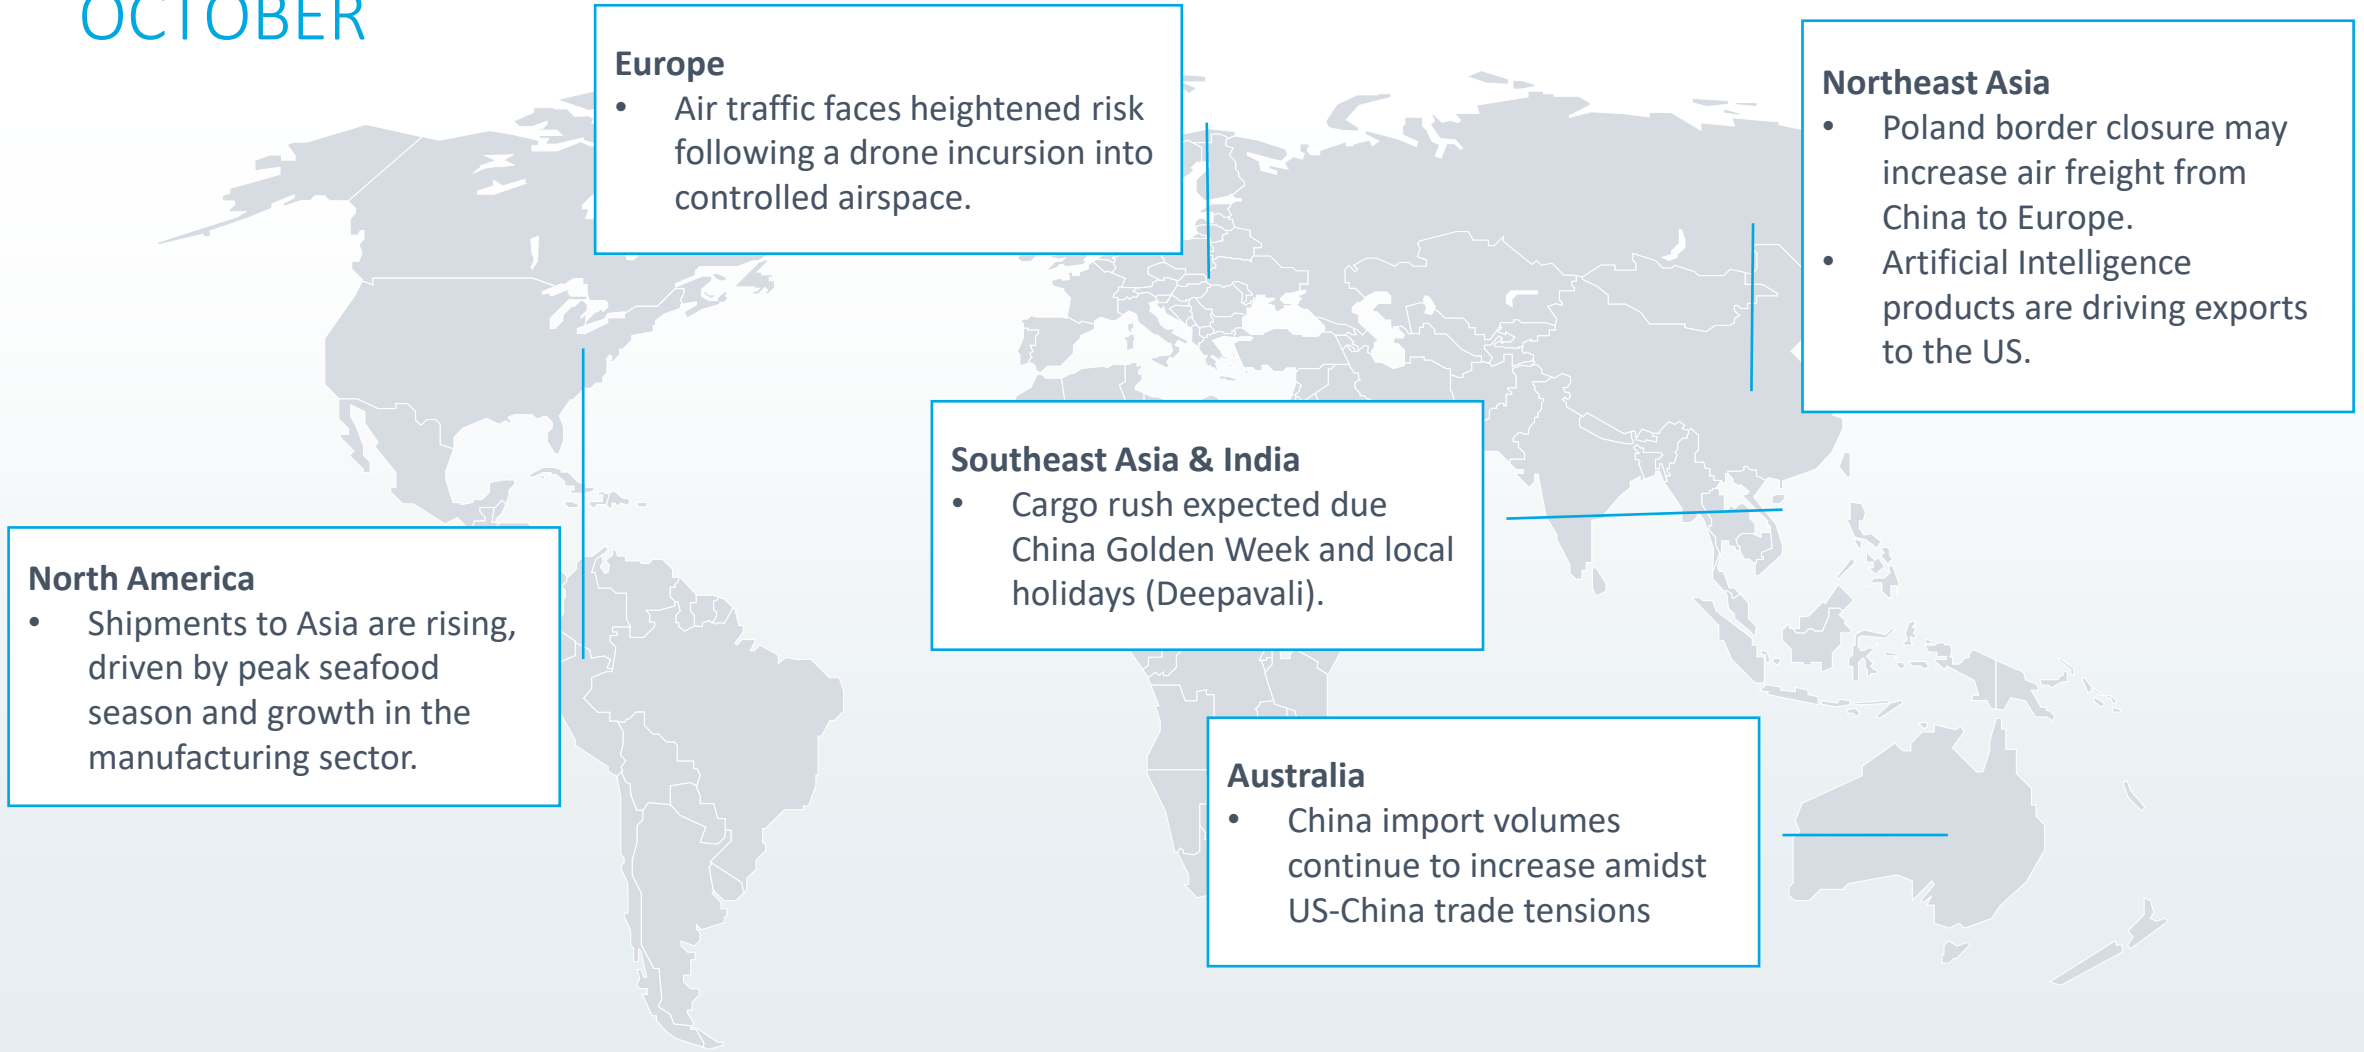 OCTOBER
Europe
• Air traffic faces heightened risk
following a drone incursion into
controlled airspace.
Northeast Asia
• Poland border closure may
increase air freight from
China to Europe.
• Artificial Intelligence
products are driving exports
to the US.
Southeast Asia & India
• Cargo rush expected due
China Golden Week and local
holidays (Deepavali).
North America
• Shipments to Asia are rising,
driven by peak seafood
season and growth in the
manufacturing sector.
Australia
• China import volumes
continue to increase amidst
US-China trade tensions